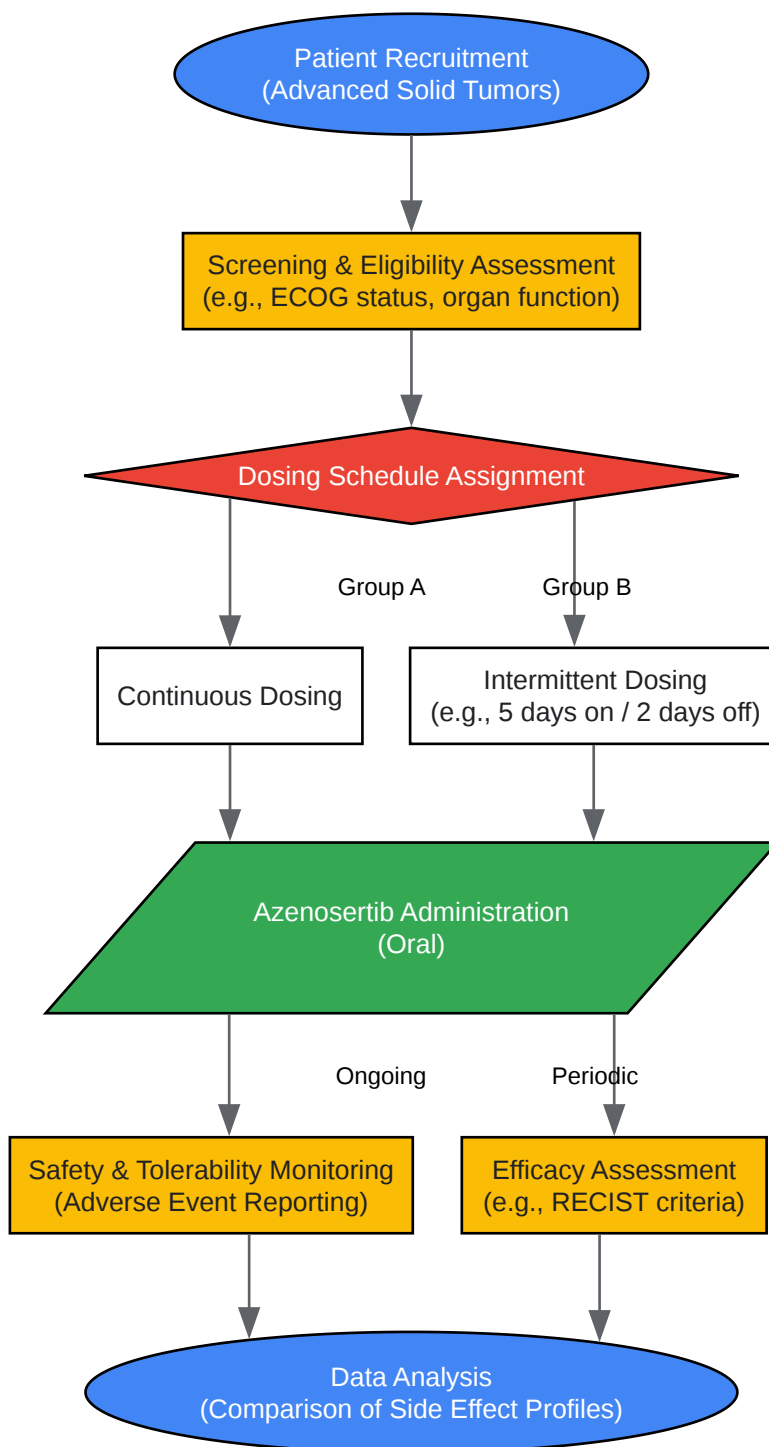 Patient Recruitment
(Advanced Solid Tumors)
Screening & Eligibility Assessment
(e.g., ECOG status, organ function)
Dosing Schedule Assignment
Group A
Group B
Continuous Dosing
Intermittent Dosing
(e.g., 5 days on / 2 days off)
Azenosertib Administration
(Oral)
Ongoing
Periodic
Safety & Tolerability Monitoring
(Adverse Event Reporting)
Efficacy Assessment
(e.g., RECIST criteria)
Data Analysis
(Comparison of Side Effect Profiles)